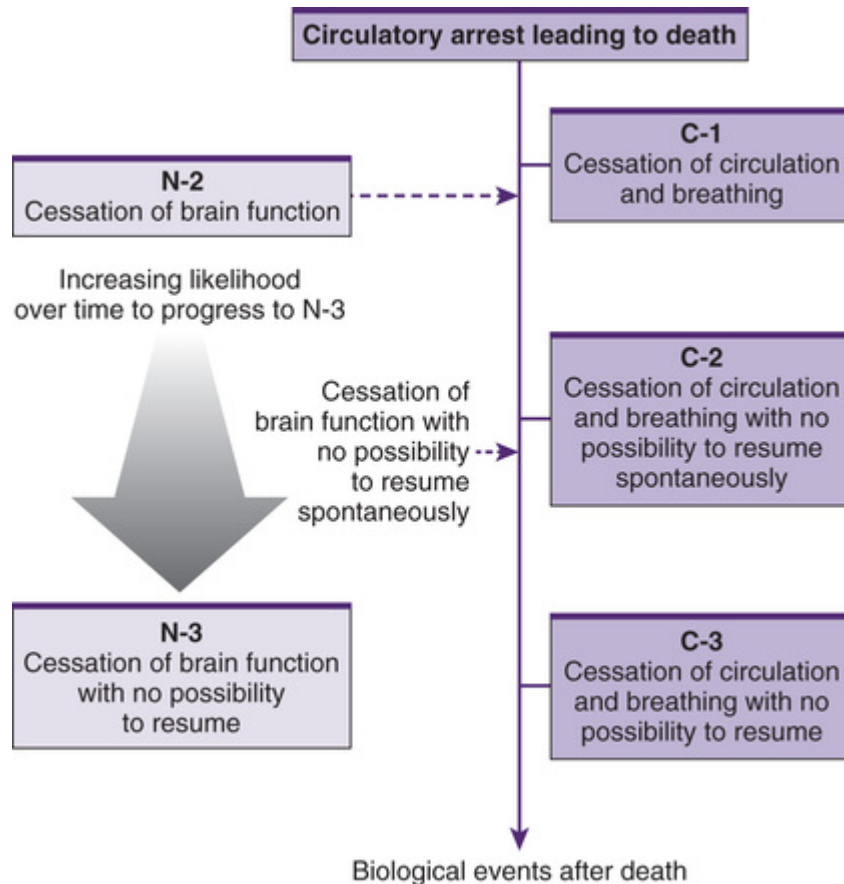 Circulatory arrest leading to death
C-1
Cessation of circulation
and breathing
N-2
Cessation of brain function
Increasing likelihood
over time to progress to N-3
C-2
Cessation of circulation
and breathing with no
possibility to resume
spontaneously
Cessation of
brain function with
no possibility
to resume
spontaneously
N-3
Cessation of brain function
with no possibility
to resume
C-3
Cessation of circulation
and breathing with no
possibility to resume
Biological events after death